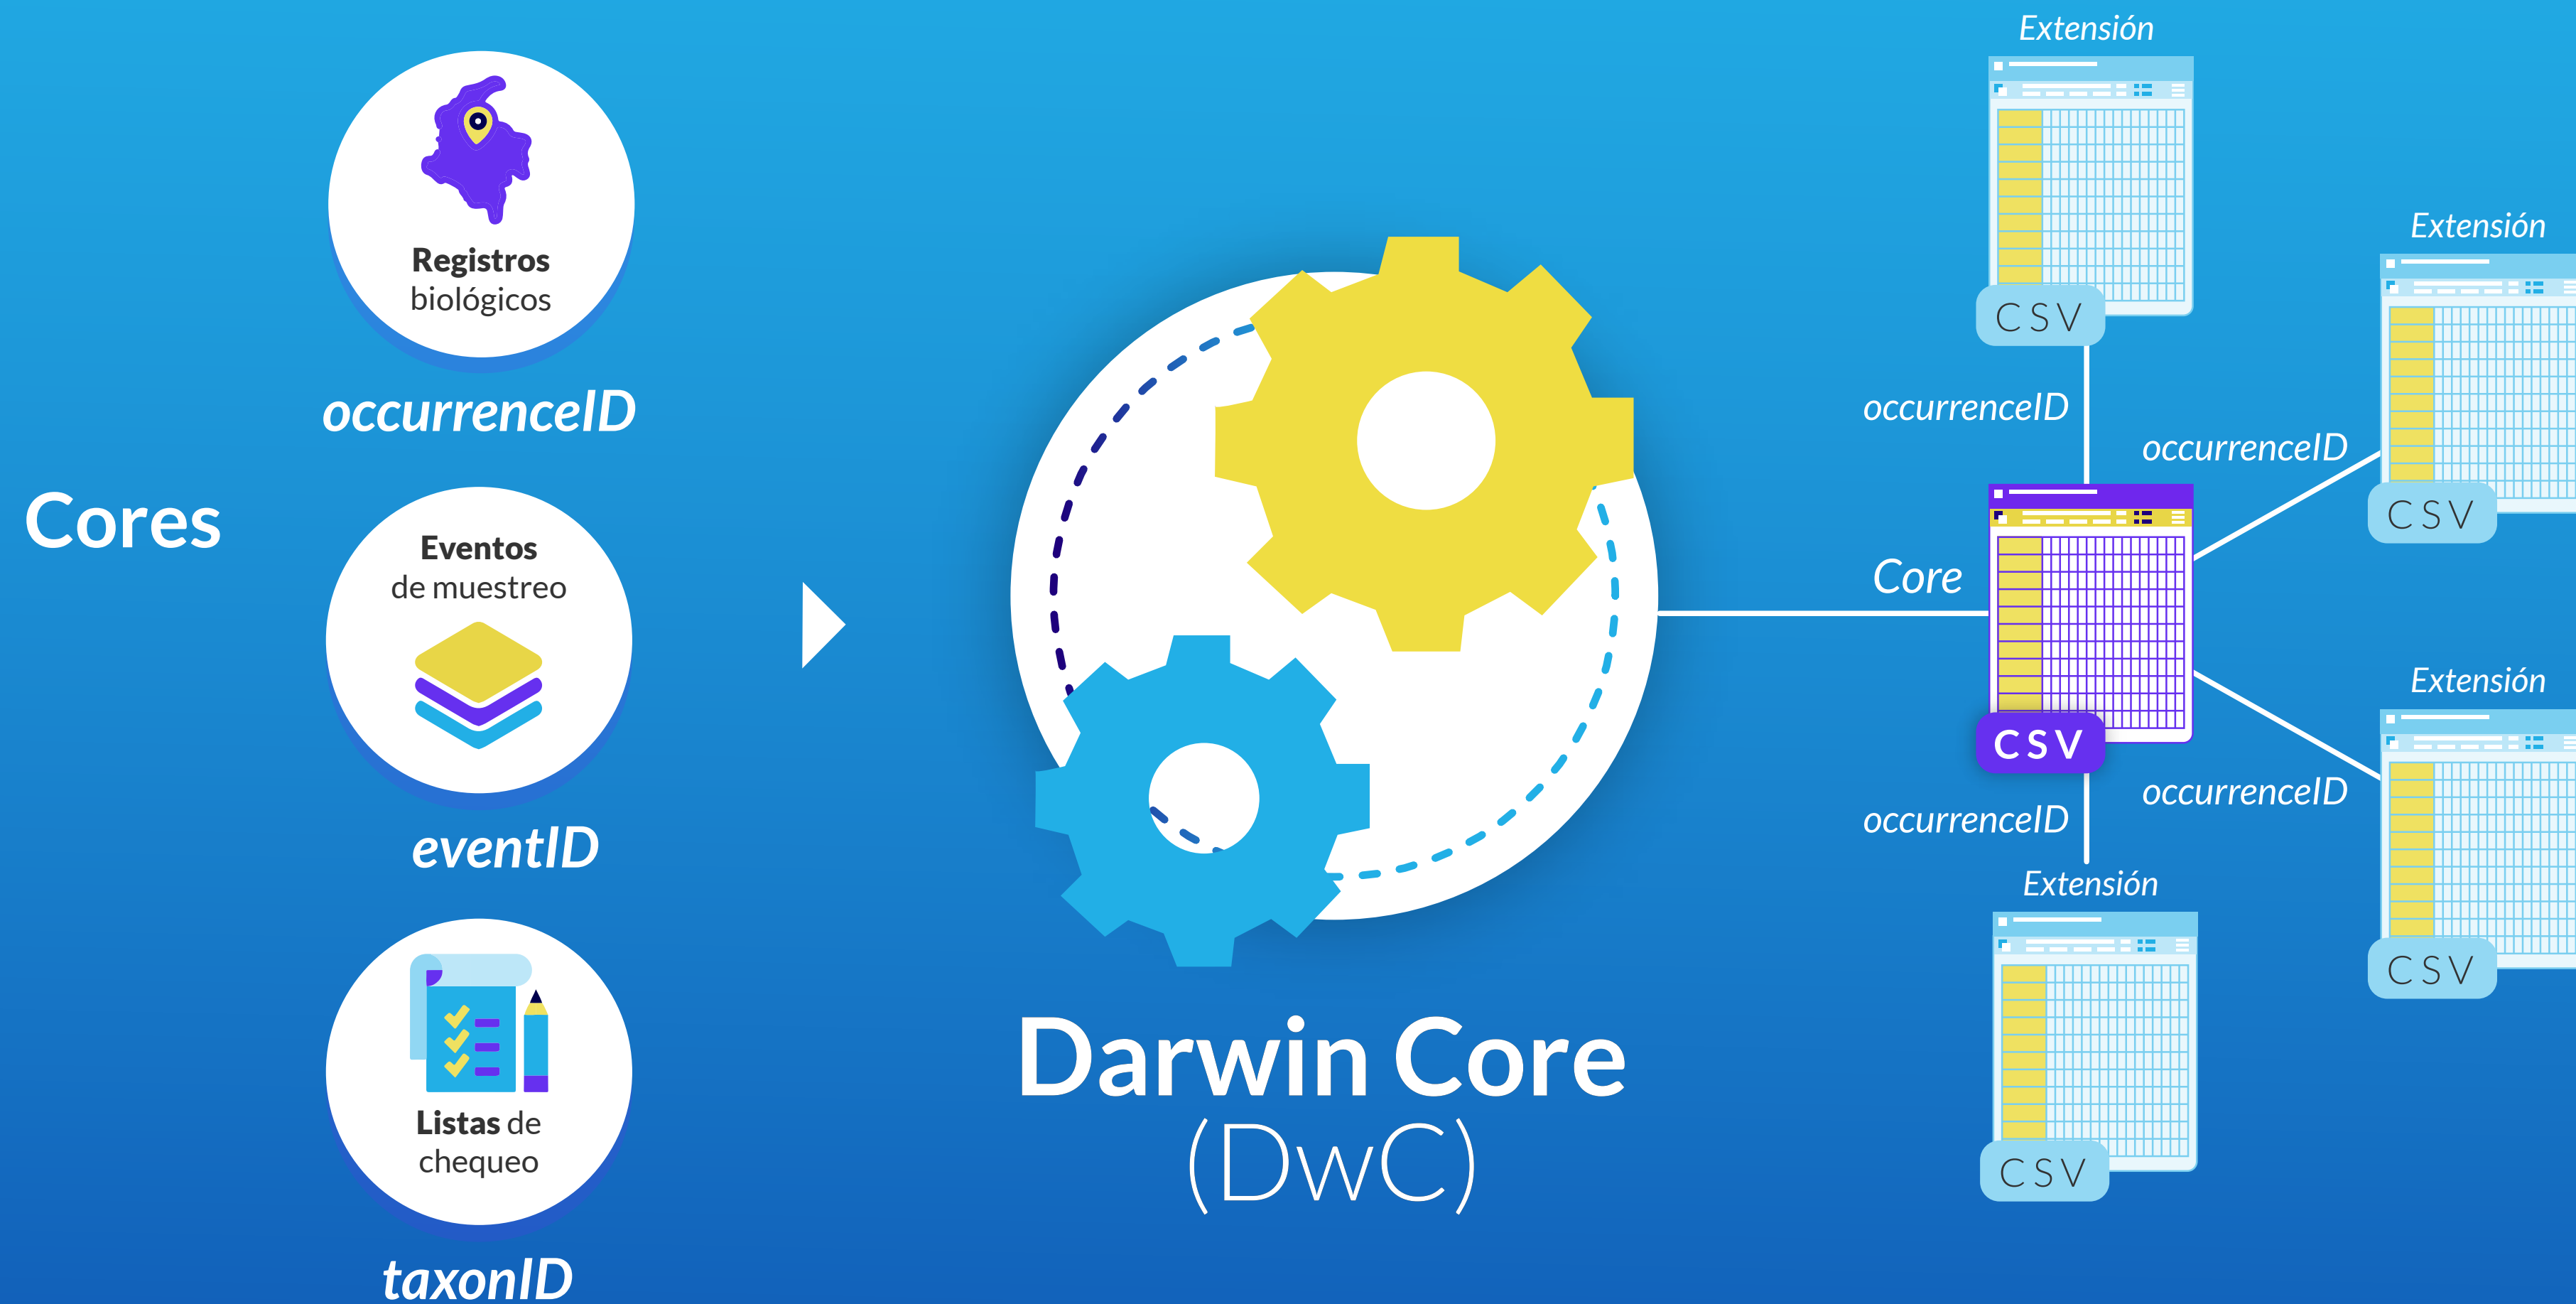 Cores
Registros
biológicos
occurrenceID
Eventos
de muestreo
eventID
Listas de
chequeo
taxonID
Darwin Core
(DwC)
Core
CSV
Extensión
CSV
occurrenceID
Extensión
CSV
occurrenceID
Extensión
CSV
occurrenceID
Extensión
CSV
occurrenceID